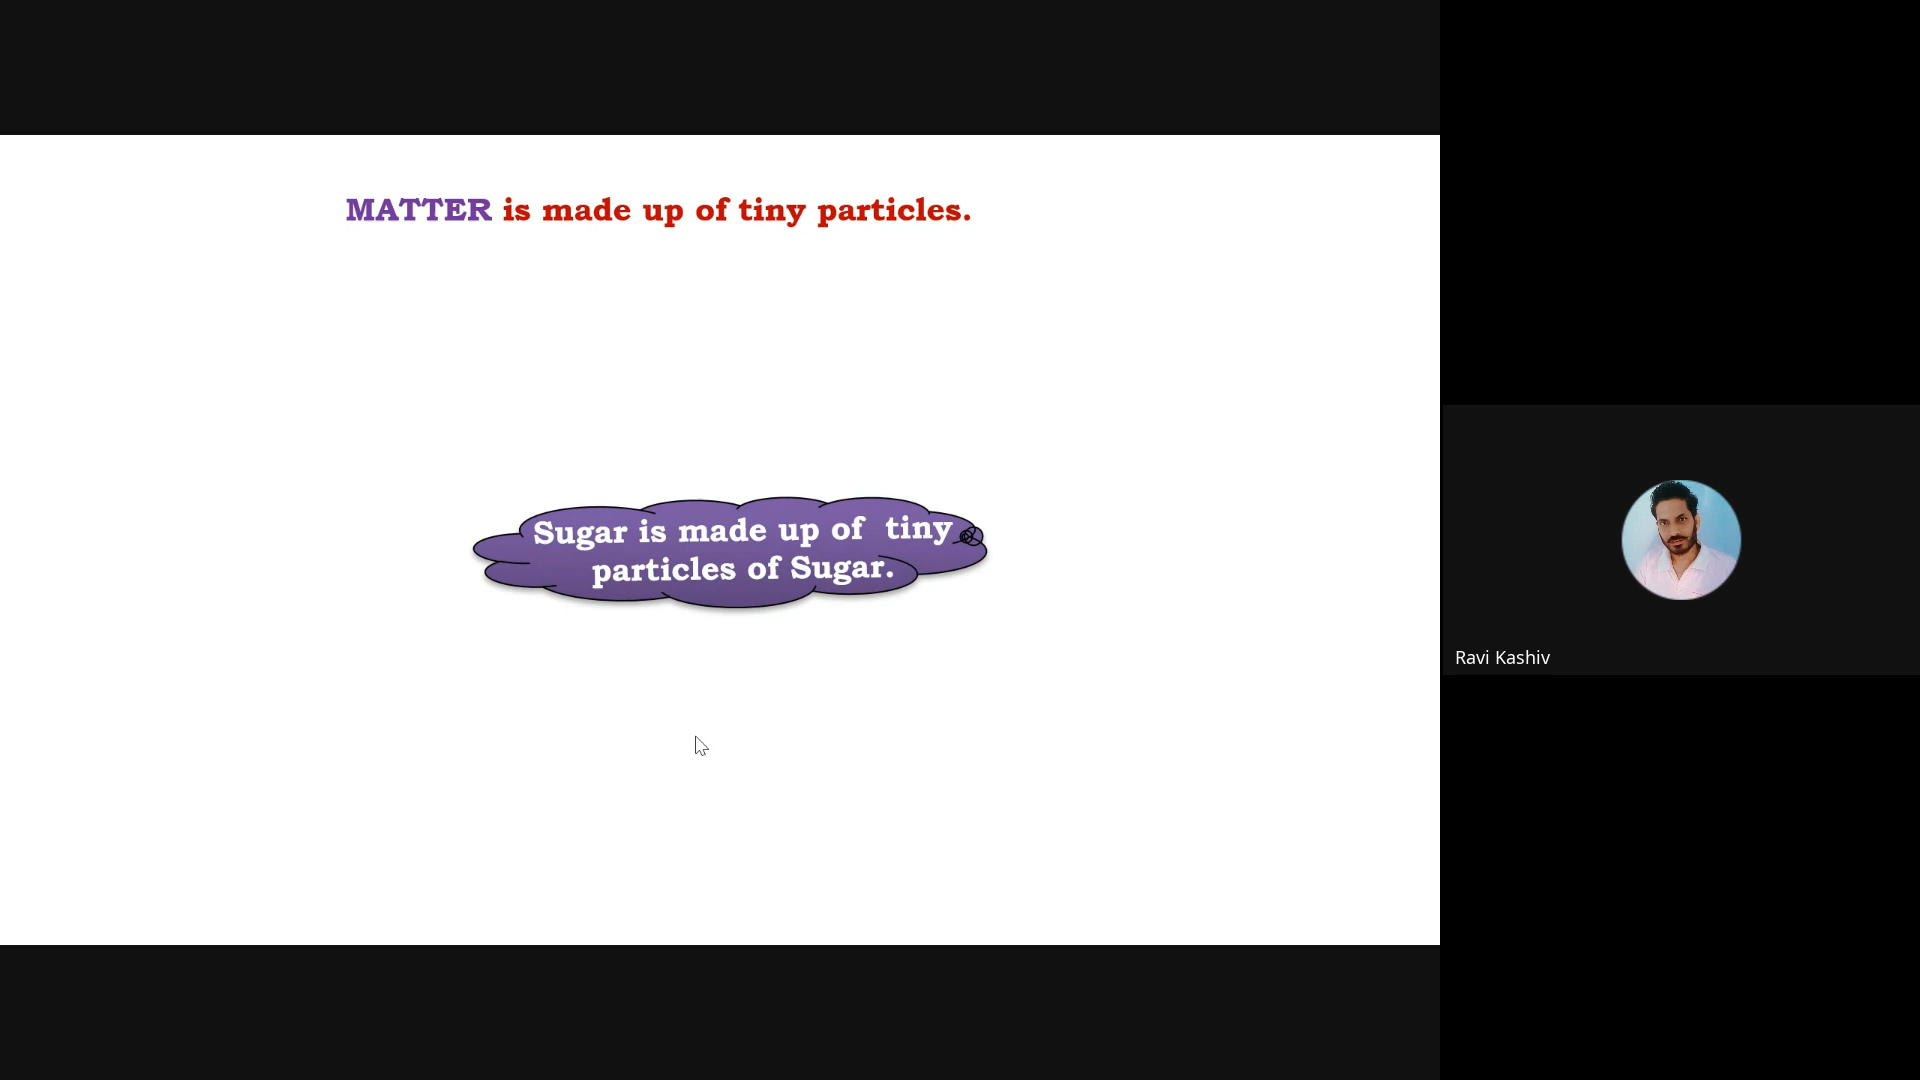 MATTER is made up of tiny particles.
Sugar is made up of tiny
particles of Sugar.
Ravi Kashiv